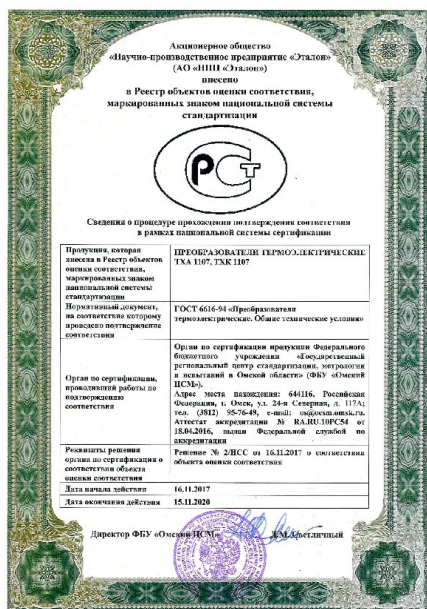 Акционерное общество
«Научно-производственное предприятие «Эталон»
(АО «НПП «Эталон»)
внесено
в Реестр объектов оценки соответствия,
маркированных знаком национальной системы
стандартизации
РСТ
Сведения о процедуре прохождения подтверждения соответствия
в рамках национальной системы сертификации
Продукция, которая
внесена в Реестр объектов
оценки соответствия,
маркированных знаком
национальной системы
стандартизации
ПРЕОБРАЗОВАТЕЛИ ТЕРМОЭЛЕКТРИЧЕСКИЕ
ТХА 1107, ТХК 1107
Нормативный документ,
на соответствие которому
проведено подтверждение
соответствия
ГОСТ 6616-94 «Преобразователи
термоэлектрические. Общие технические условия»
Орган по сертификации,
проводивший работы по
подтверждению
соответствия
Орган по сертификации продукции Федерального
бюджетного учреждения «Государственный
региональный центр стандартизации, метрологии
и испытаний в Омской области» (ФБУ «Омский
ЦСМ»).
Адрес места нахождения: 644116, Российская
Федерация, г. Омск, ул. 24-я Северная, д. 117А;
тел. (3812) 95-76-49, e-mail: os@ocsm.omsk.ru.
Аттестат аккредитации № RA.RU.10РС54 от
18.04.2016, выдан Федеральной службой по
аккредитации
Реквизиты решения
органа по сертификации о
соответствии объекта
оценки соответствия
Решение № 2/НСС от 16.11.2017 о соответствии
объекта оценки соответствия
Дата начала действия
16.11.2017
Дата окончания действия
15.11.2020
Директор ФБУ «Омский ЦСМ»
Д.М.Светличный